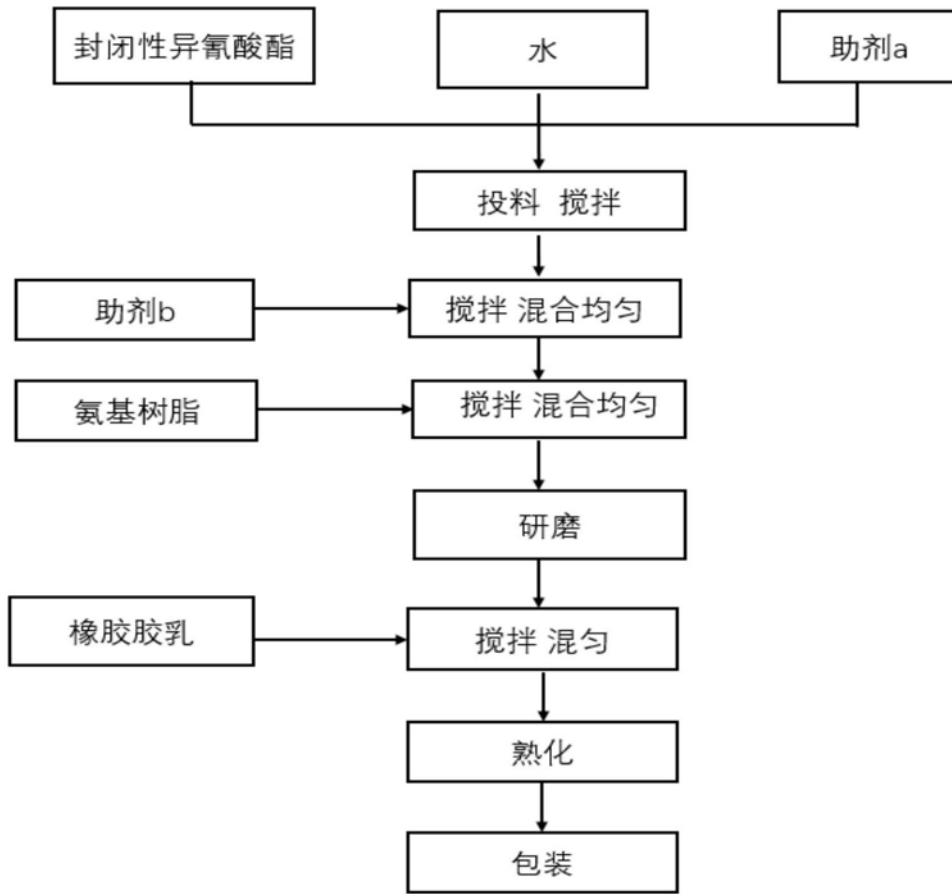 封闭性异氰酸酯
水
助剂a
投料 搅拌
助剂b
搅拌 混合均匀
氨基树脂
搅拌 混合均匀
研磨
橡胶胶乳
搅拌 混匀
熟化
包装